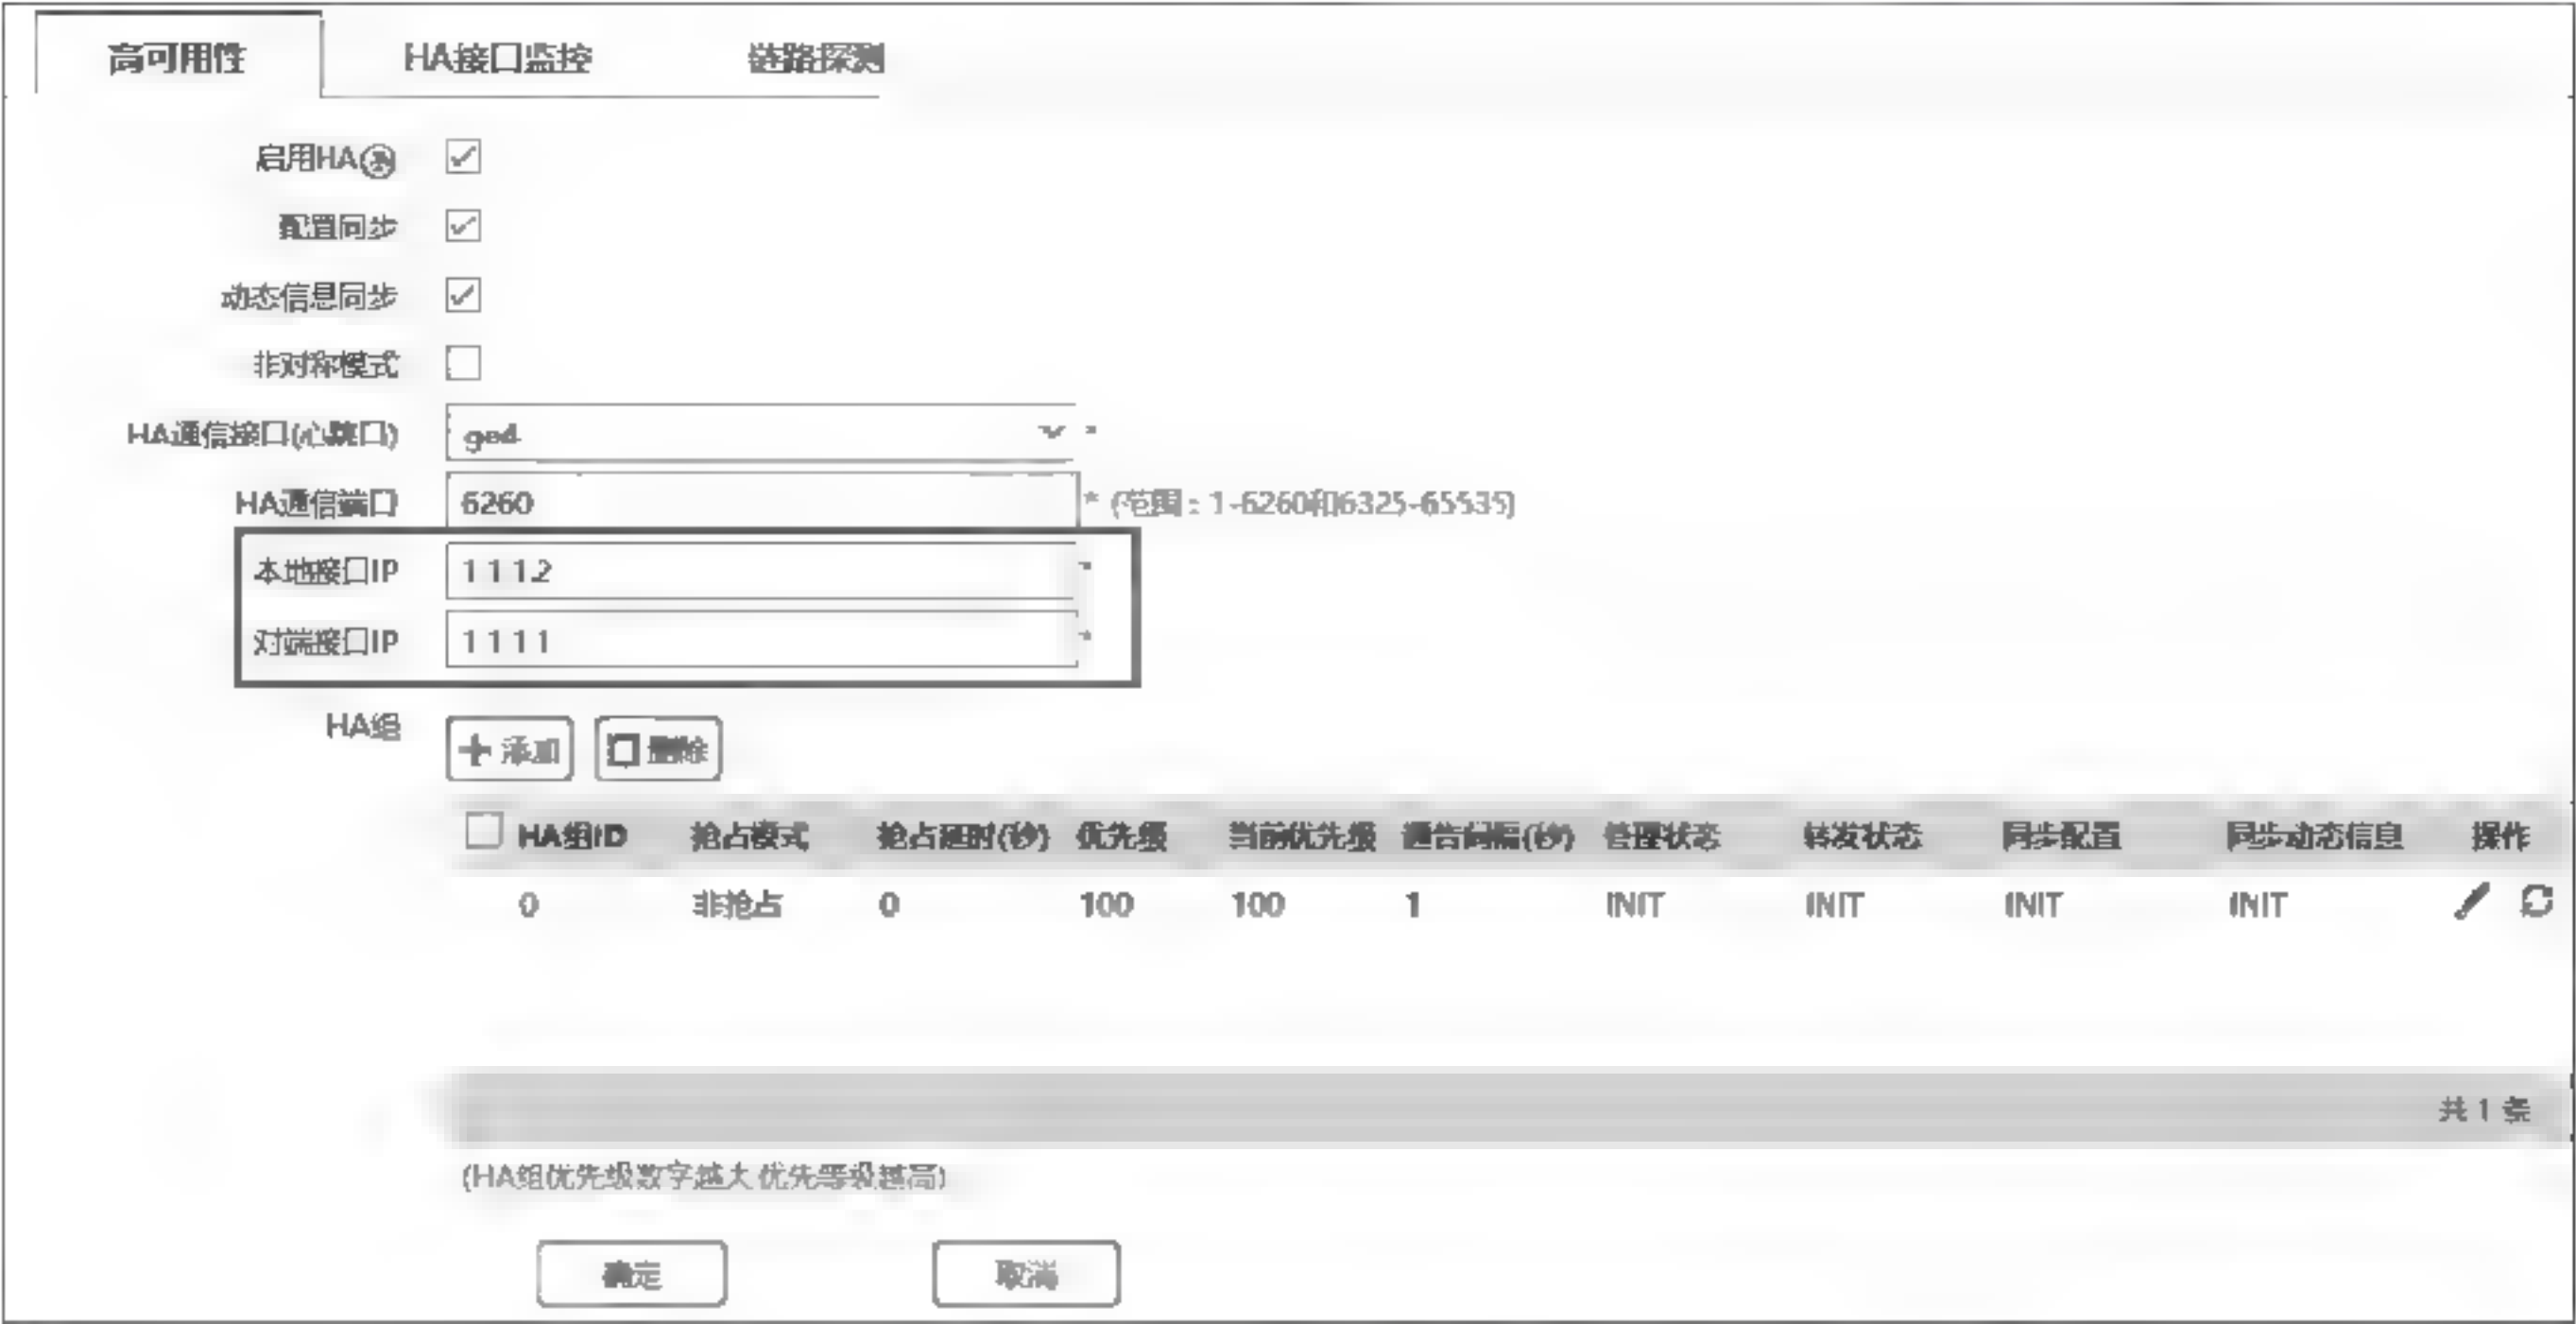 高可用性 HA接口监控 链路探测
启用HA
配置同步
动态信息同步
非对称模式
HA通信接口(心跳口)
HA通信端口 6260 * (范围：1-6260和6325-65535)
本地接口IP 1.1.1.2 *
对端接口IP 1.1.1.1 *
HA组
添加 删除
HA组ID 抢占模式 抢占延时(秒) 优先级 当前优先级 通告间隔(秒) 管理状态 转发状态 同步配置 同步动态信息 操作
0 非抢占 0 100 100 1 INIT INIT INIT INIT
共 1 条
(HA组优先级数字越大优先等级越高)
确定 取消